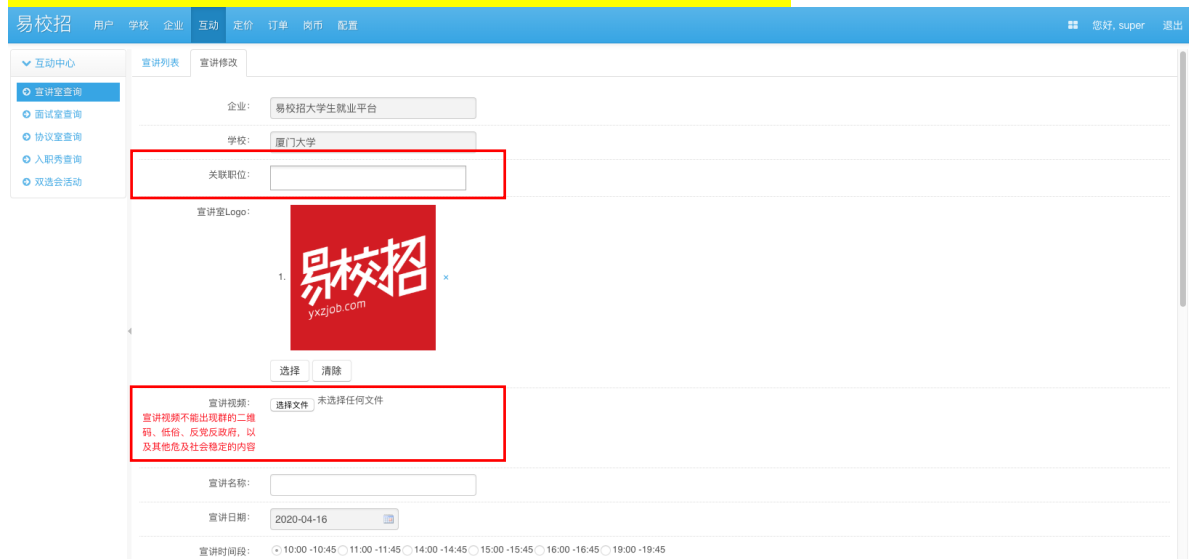 易校招 用户 学校 企业 互动 定价 订单 岗币 配置 您好, super 退出
互动中心
宣讲室查询
面试室查询
协议室查询
入职秀查询
双选会活动
宣讲列表 宣讲修改
企业: 易校招大学生就业平台
学校: 厦门大学
关联职位:
宣讲室Logo:
1.
易校招
yxzjob.com
×
选择 清除
宣讲视频: 选择文件 未选择任何文件
宣讲视频不能出现群的二维
码、低俗、反党反政府，以
及其他危及社会稳定的内容
宣讲名称:
宣讲日期: 2020-04-16
宣讲时间段: 10:00 -10:45 11:00 -11:45 14:00 -14:45 15:00 -15:45 16:00 -16:45 19:00 -19:45